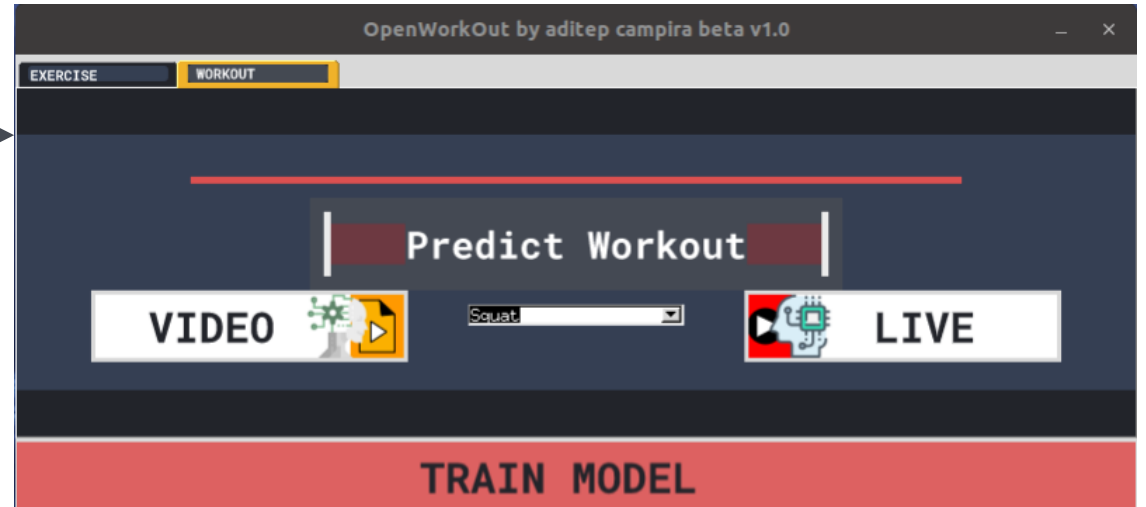 OpenWorkOut by aditep campira beta v1.0
EXERCISE WORKOUT
Predict Workout
VIDEO Squat LIVE
TRAIN MODEL